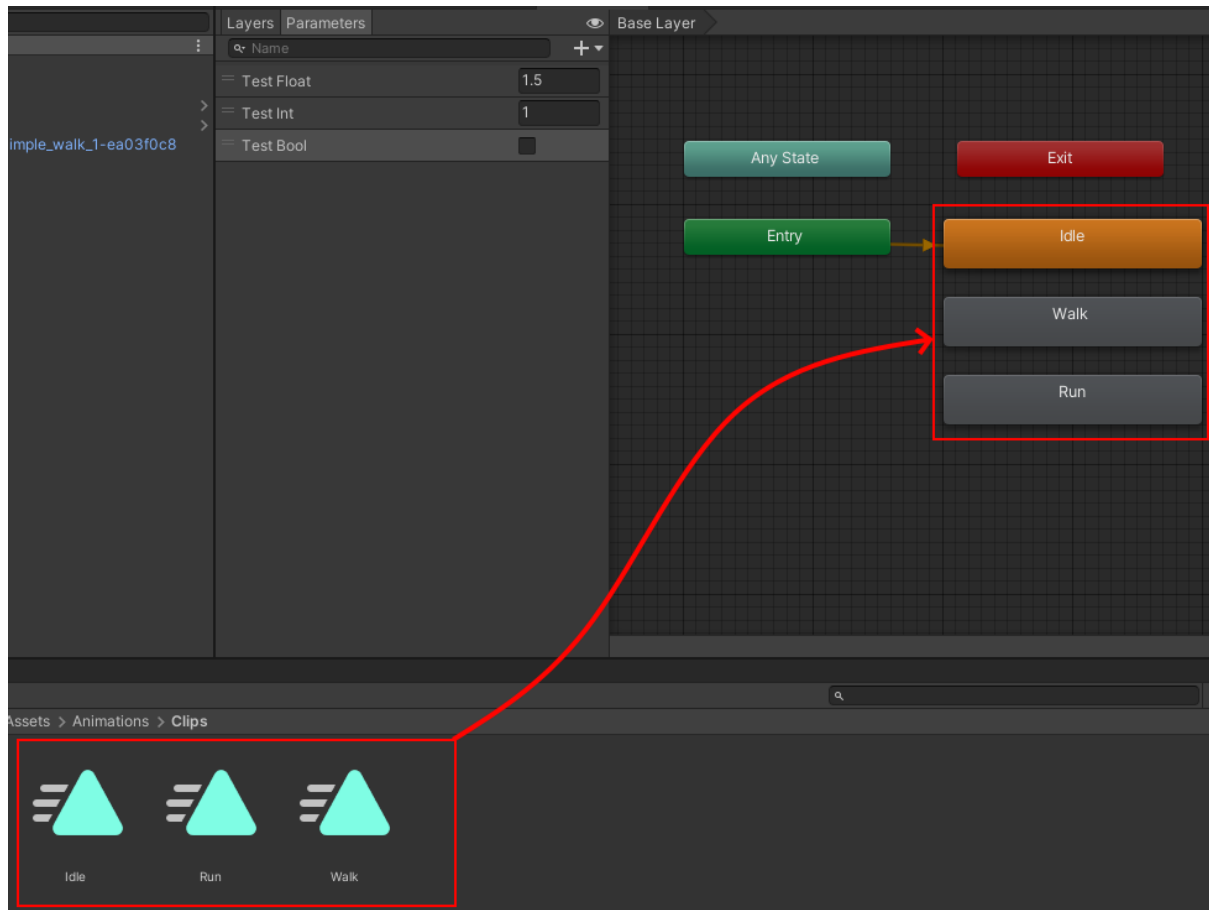 Layers Parameters
Base Layer
Name
Test Float 1.5
Test Int 1
Test Bool
imple_walk_1-ea03f0c8
Any State
Exit
Entry
Idle
Walk
Run
Assets > Animations > Clips
Idle
Run
Walk